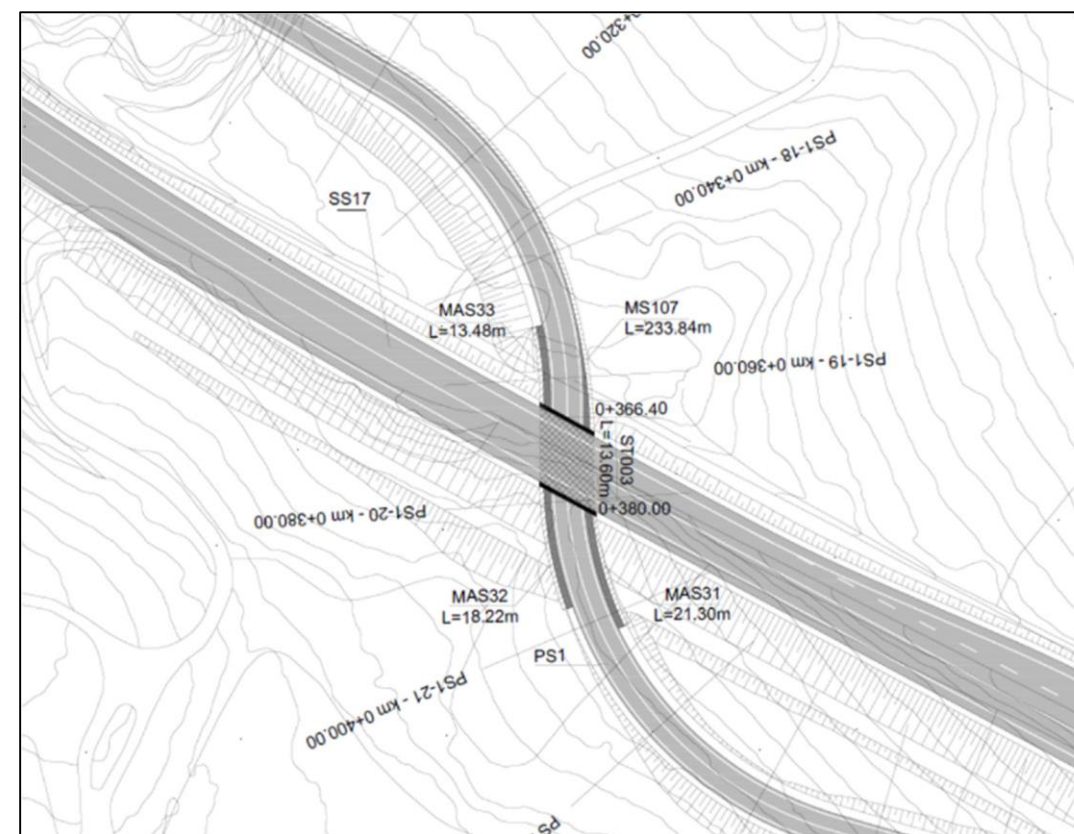 0+320.00
PS1-18 - km 0+340.00
SS17
MAS33
L=13.48m
MS107
L=233.84m
PS1-19 - km 0+360.00
0+366.40
ST003
L=13.60m
0+380.00
PS1-20 - km 0+380.00
MAS32
L=18.22m
MAS31
L=21.30m
PS1
PS1-21 - km 0+400.00
PS